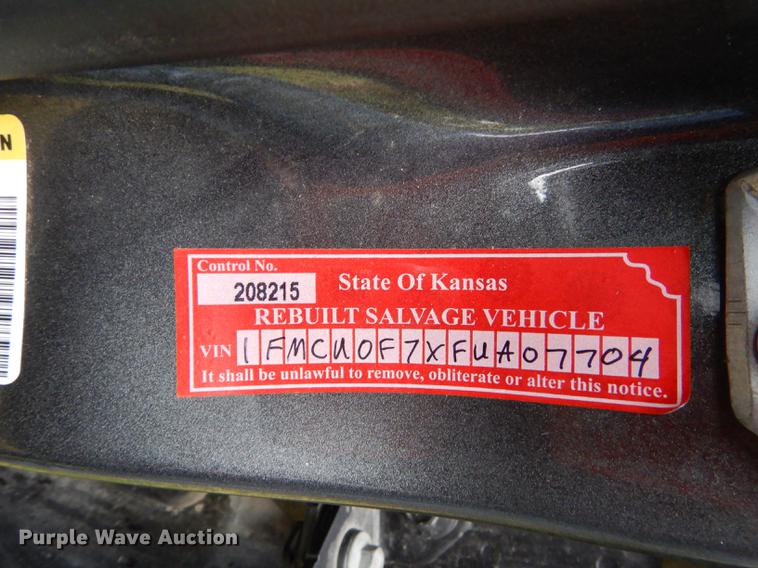 N
Control No.
208215
State Of Kansas
REBUILT SALVAGE VEHICLE
VIN 1FMCU0F7XFUA07704
It shall be unlawful to remove, obliterate or alter this notice.
Purple Wave Auction